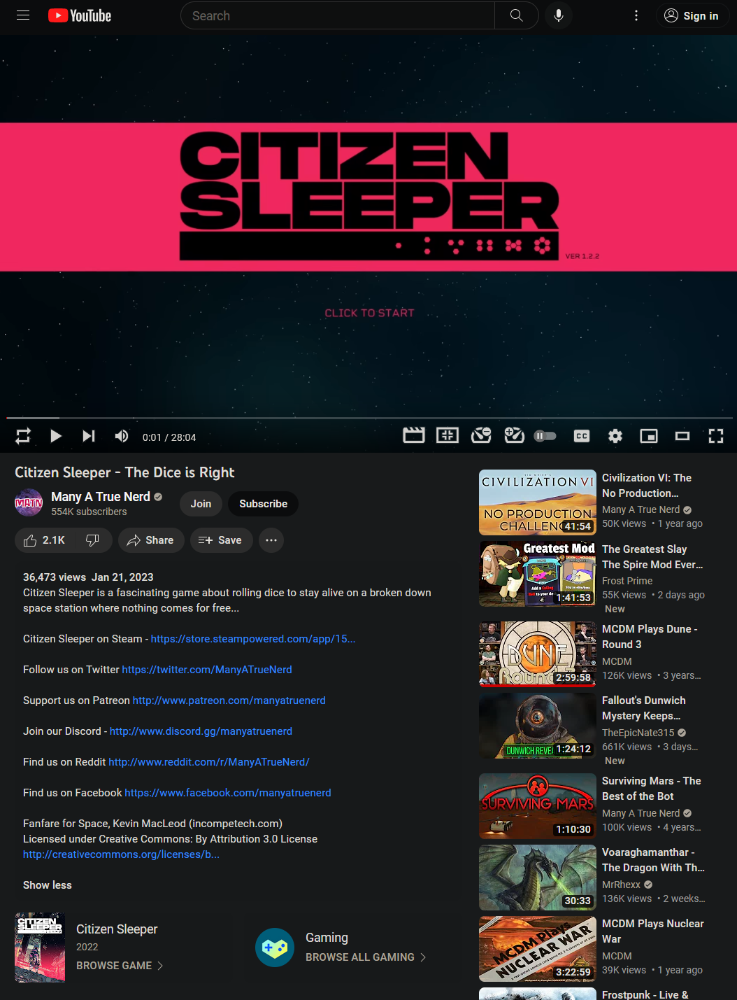 YouTube
Search
Sign in
CITIZEN
SLEEPER
VER 1.2.2
CLICK TO START
0:01 / 28:04
CC
Citizen Sleeper - The Dice is Right
MATN
Many A True Nerd
554K subscribers
Join
Subscribe
2.1K
Share
Save
36,473 views Jan 21, 2023
Citizen Sleeper is a fascinating game about rolling dice to stay alive on a broken down
space station where nothing comes for free...
Citizen Sleeper on Steam - https://store.steampowered.com/app/15...
Follow us on Twitter https://twitter.com/ManyATrueNerd
Support us on Patreon http://www.patreon.com/manyatruenerd
Join our Discord - http://www.discord.gg/manyatruenerd
Find us on Reddit http://www.reddit.com/r/ManyATrueNerd/
Find us on Facebook https://www.facebook.com/manyatruenerd
Fanfare for Space, Kevin MacLeod (incompetech.com)
Licensed under Creative Commons: By Attribution 3.0 License
http://creativecommons.org/licenses/b...
Show less
CITIZEN
SLEEPER
Citizen Sleeper
2022
BROWSE GAME
Gaming
BROWSE ALL GAMING
CIVILIZATION VI
NO PRODUCTION
CHALLENG
41:54
Civilization VI: The
No Production...
Many A True Nerd
50K views • 1 year ago
Greatest Mod
1:41:53
The Greatest Slay
The Spire Mod Ever...
Frost Prime
55K views • 2 days ago
New
DUNE
Round
2:59:58
MCDM Plays Dune -
Round 3
MCDM
126K views • 3 years...
DUNWICH REVEA
1:24:12
Fallout's Dunwich
Mystery Keeps...
TheEpicNate315
661K views • 3 days...
New
SURVIVING MARS
1:10:30
Surviving Mars - The
Best of the Bot
Many A True Nerd
100K views • 4 years...
30:33
Voaraghamanthar -
The Dragon With Th...
MrRhexx
136K views • 2 weeks...
MCDM Plays
NUCLEAR WAR
3:22:59
MCDM Plays Nuclear
War
MCDM
39K views • 1 year ago
Frostpunk - Live &